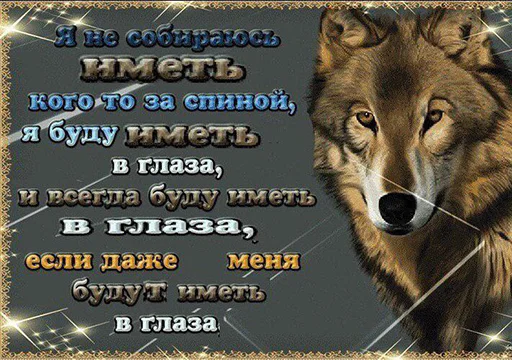 Я не собираюсь
иметь
кого то за спиной,
я буду иметь
в глаза,
и всегда буду иметь
в глаза,
если даже меня
будут иметь
в глаза